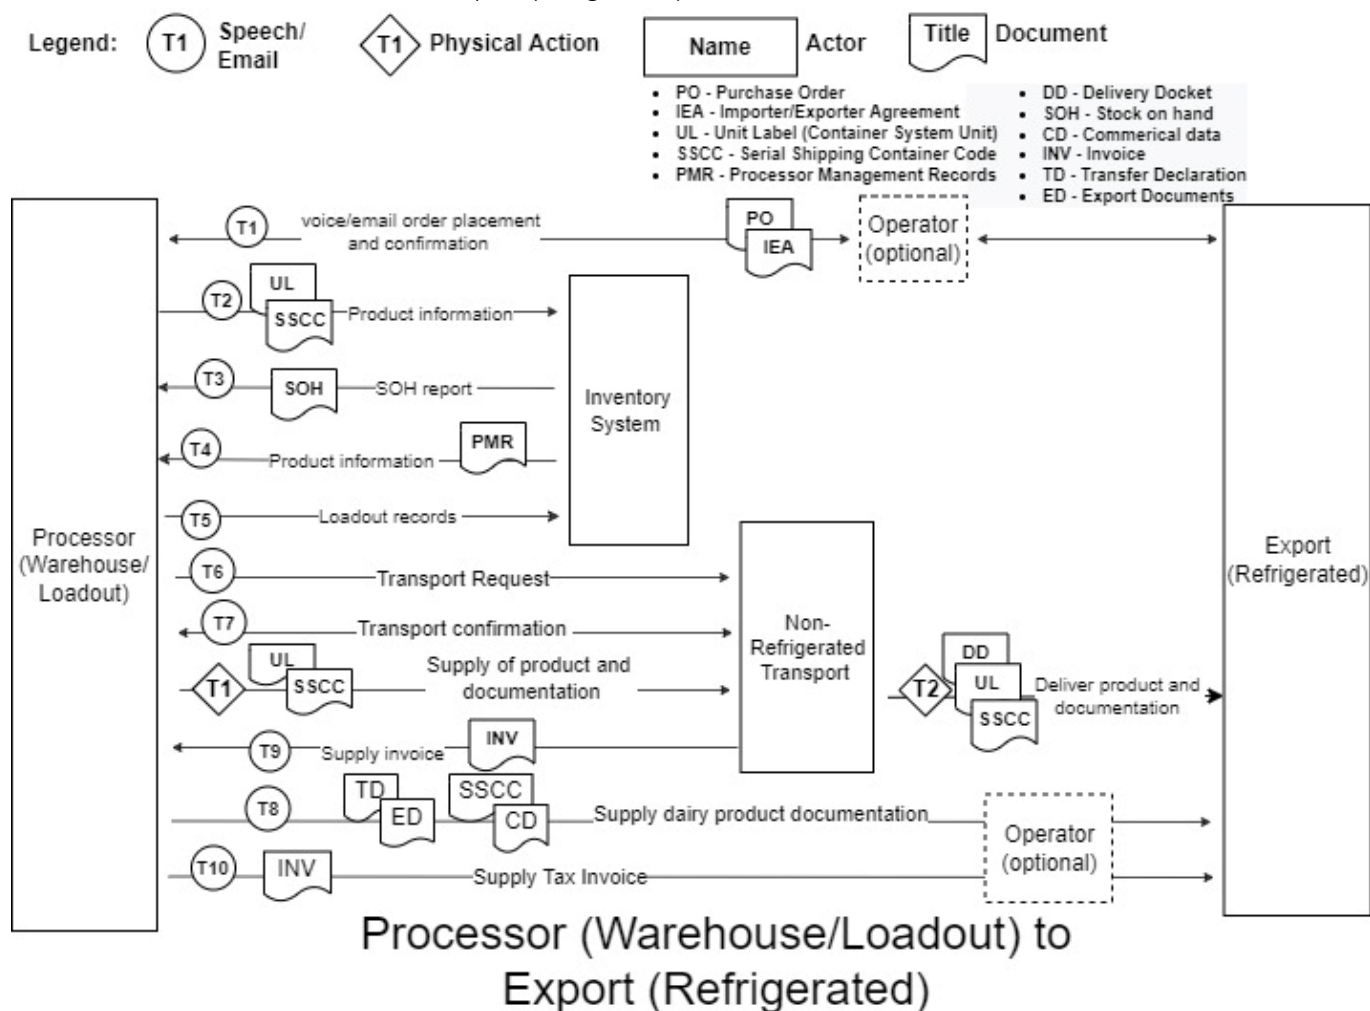 Legend:
T1
Speech/
Email
T1
Physical Action
Name
Actor
Title
Document
• PO - Purchase Order
• IEA - Importer/Exporter Agreement
• UL - Unit Label (Container System Unit)
• SSCC - Serial Shipping Container Code
• PMR - Processor Management Records
• DD - Delivery Docket
• SOH - Stock on hand
• CD - Commerical data
• INV - Invoice
• TD - Transfer Declaration
• ED - Export Documents
T1
voice/email order placement
and confirmation
PO
IEA
Operator
(optional)
T2
UL
SSCC
Product information
T3
SOH
SOH report
Inventory
System
T4
Product information
PMR
T5
Loadout records
Processor
(Warehouse/
Loadout)
Export
(Refrigerated)
T6
Transport Request
T7
Transport confirmation
Non-
Refrigerated
Transport
T1
UL
SSCC
Supply of product and
documentation
T2
DD
UL
SSCC
Deliver product and
documentation
T9
Supply invoice
INV
T8
TD
ED
SSCC
CD
Supply dairy product documentation
Operator
(optional)
T10
INV
Supply Tax Invoice
Processor (Warehouse/Loadout) to
Export (Refrigerated)